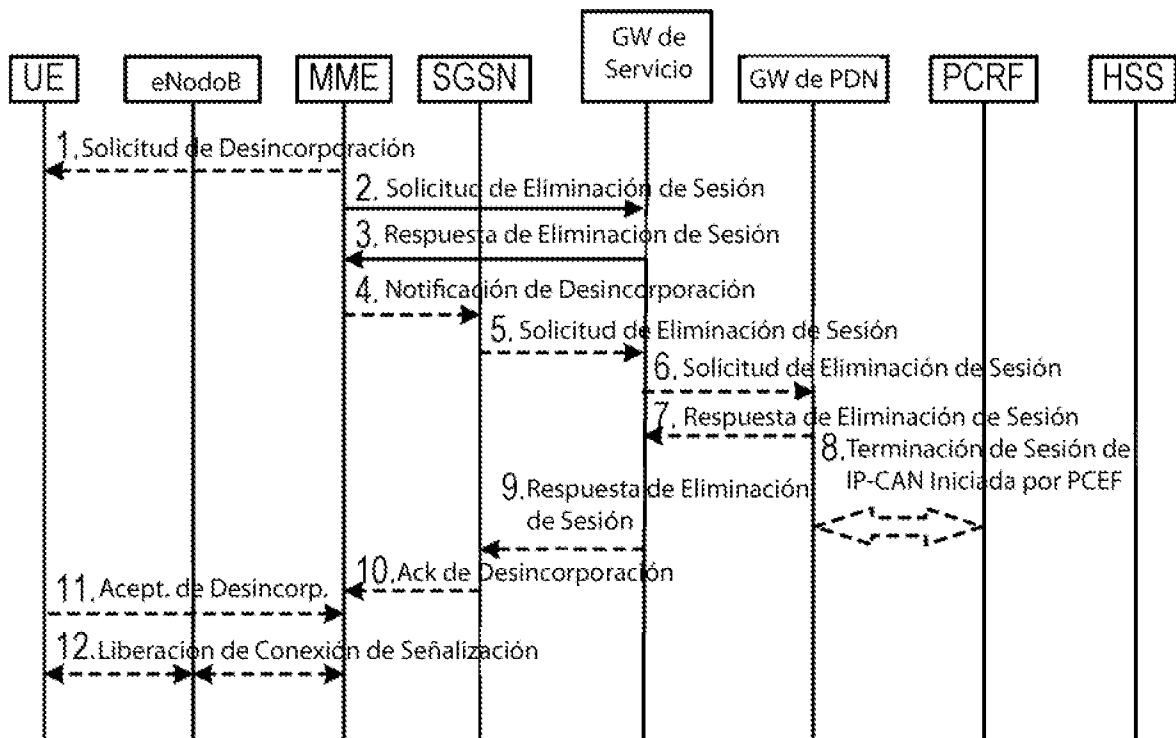 UE
eNodoB
MME
SGSN
GW de
Servicio
GW de PDN
PCRF
HSS
1. Solicitud de Desincorporación
2. Solicitud de Eliminación de Sesión
3. Respuesta de Eliminación de Sesión
4. Notificación de Desincorporación
5. Solicitud de Eliminación de Sesión
6. Solicitud de Eliminación de Sesión
7. Respuesta de Eliminación de Sesión
8. Terminación de Sesión de
IP-CAN Iniciada por PCEF
9. Respuesta de Eliminación
de Sesión
10. Ack de Desincorporación
11. Acept. de Desincorp.
12. Liberación de Conexión de Señalización